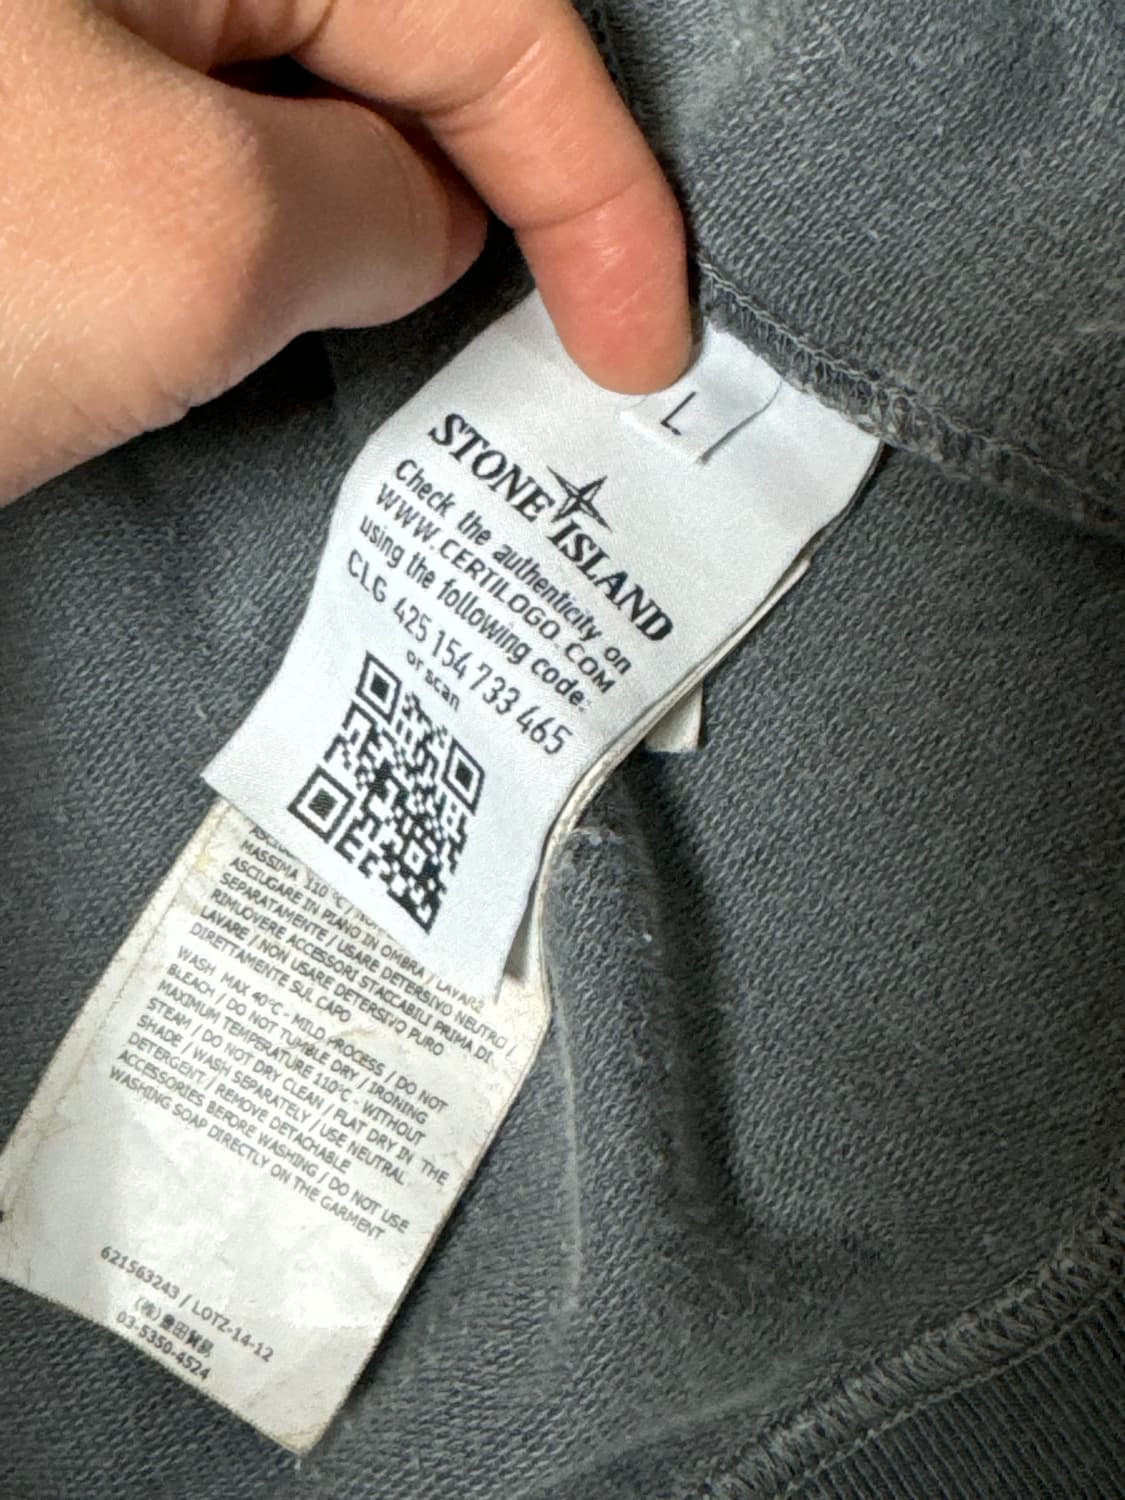 L
STONE ISLAND
Check the authenticity on
WWW.CERTILOGO.COM
using the following code:
CLG 425 154 733 465
or scan
MASSIMA 110 °C /
ASCIUGARE IN PIANO IN OMBRA / LAVARE
SEPARATAMENTE / USARE DETERSIVO NEUTRO /
RIMUOVERE ACCESSORI STACCABILI PRIMA DI
LAVARE / NON USARE DETERSIVO PURO
DIRETTAMENTE SUL CAPO
WASH MAX 40°C - MILD PROCESS / DO NOT
BLEACH / DO NOT TUMBLE DRY / IRONING
MAXIMUM TEMPERATURE 110°C - WITHOUT
STEAM / DO NOT DRY CLEAN / FLAT DRY IN THE
SHADE / WASH SEPARATELY / USE NEUTRAL
DETERGENT / REMOVE DETACHABLE
ACCESSORIES BEFORE WASHING / DO NOT USE
WASHING SOAP DIRECTLY ON THE GARMENT
621563243 / LOTZ-14-12
(株) 豊田貿易
03-5350-4524